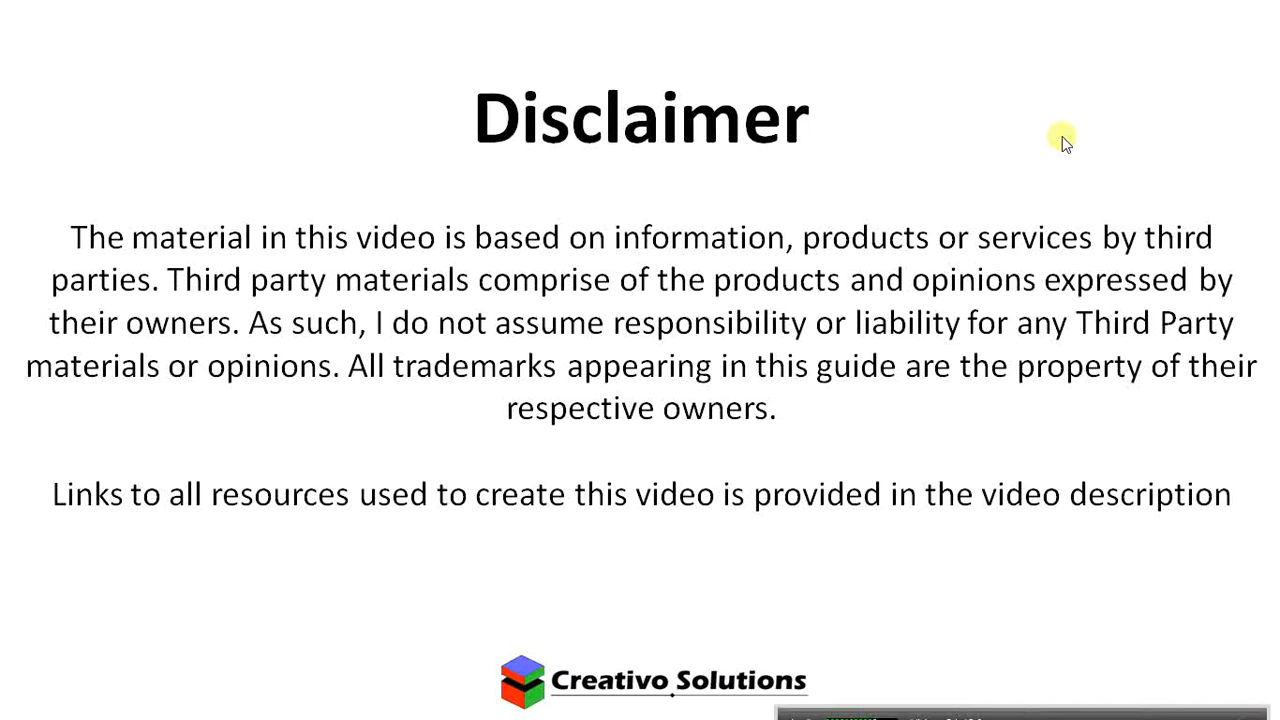 Disclaimer
The material in this video is based on information, products or services by third
parties. Third party materials comprise of the products and opinions expressed by
their owners. As such, I do not assume responsibility or liability for any Third Party
materials or opinions. All trademarks appearing in this guide are the property of their
respective owners.
Links to all resources used to create this video is provided in the video description
Creativo Solutions